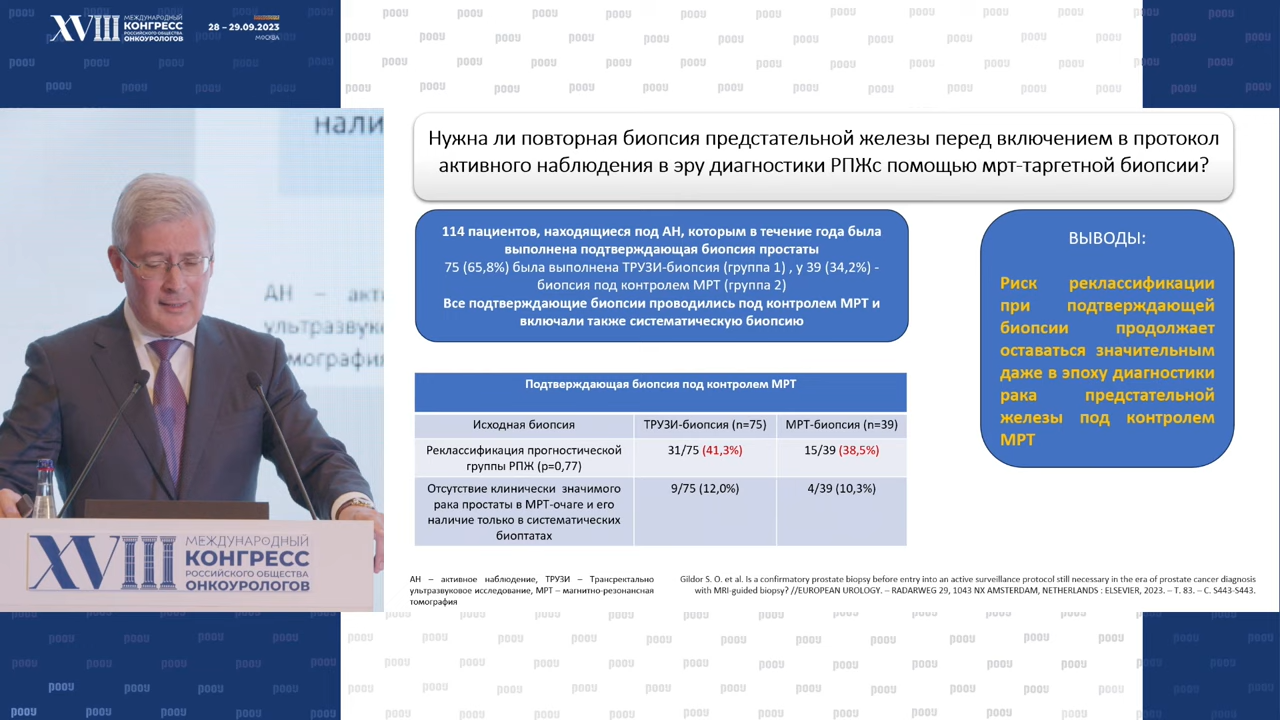 XVIII МЕЖДУНАРОДНЫЙ
КОНГРЕСС
РОССИЙСКОГО ОБЩЕСТВА
ОНКОУРОЛОГОВ
28 – 29.09.2023
МОСКВА
нали
АН – акти
ультразвуко
томография
XVIII МЕЖДУНАРОДНЫЙ
КОНГРЕСС
РОССИЙСКОГО ОБЩЕСТВА
ОНКОУРОЛОГОВ
Нужна ли повторная биопсия предстательной железы перед включением в протокол
активного наблюдения в эру диагностики РПЖс помощью мрт-таргетной биопсии?
114 пациентов, находящиеся под АН, которым в течение года была
выполнена подтверждающая биопсия простаты
75 (65,8%) была выполнена ТРУЗИ-биопсия (группа 1) , у 39 (34,2%) -
биопсия под контролем МРТ (группа 2)
Все подтверждающие биопсии проводились под контролем МРТ и
включали также систематическую биопсию
ВЫВОДЫ:
Риск реклассификации
при подтверждающей
биопсии продолжает
оставаться значительным
даже в эпоху диагностики
рака предстательной
железы под контролем
МРТ
Подтверждающая биопсия под контролем МРТ
Исходная биопсия ТРУЗИ-биопсия (n=75) МРТ-биопсия (n=39)
Реклассификация прогностической
группы РПЖ (р=0,77) 31/75 (41,3%) 15/39 (38,5%)
Отсутствие клинически значимого
рака простаты в МРТ-очаге и его
наличие только в систематических
биоптатах 9/75 (12,0%) 4/39 (10,3%)
АН – активное наблюдение, ТРУЗИ – Трансректально
ультразвуковое исследование, МРТ – магнитно-резонансная
томография
Gildor S. O. et al. Is a confirmatory prostate biopsy before entry into an active surveillance protocol still necessary in the era of prostate cancer diagnosis
with MRI-guided biopsy? //EUROPEAN UROLOGY. – RADARWEG 29, 1043 NX AMSTERDAM, NETHERLANDS : ELSEVIER, 2023. – Т. 83. – С. S443-S443.